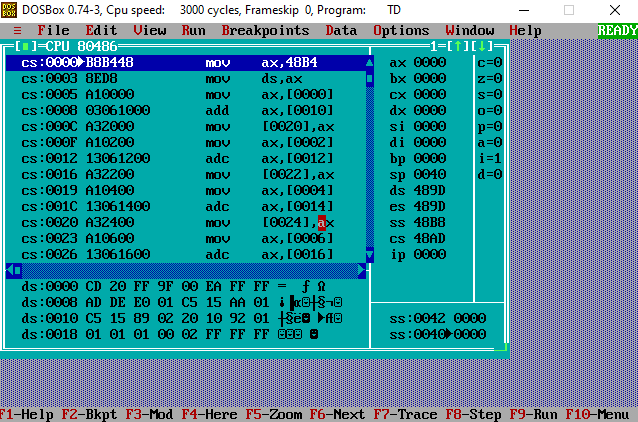 DOSBox 0.74-3, Cpu speed: 3000 cycles, Frameskip 0, Program: TD
≡ File Edit View Run Breakpoints Data Options Window Help READY
[■]=CPU 80486 1=[↑][↓]
cs:0000►B8B448 mov ax,48B4 ax 0000 c=0
cs:0003 8ED8 mov ds,ax bx 0000 z=0
cs:0005 A10000 mov ax,[0000] cx 0000 s=0
cs:0008 03061000 add ax,[0010] dx 0000 o=0
cs:000C A32000 mov [0020],ax si 0000 p=0
cs:000F A10200 mov ax,[0002] di 0000 a=0
cs:0012 13061200 adc ax,[0012] bp 0000 i=1
cs:0016 A32200 mov [0022],ax sp 0040 d=0
cs:0019 A10400 mov ax,[0004] ds 489D
cs:001C 13061400 adc ax,[0014] es 489D
cs:0020 A32400 mov [0024],ax ss 48B8
cs:0023 A10600 mov ax,[0006] cs 48AD
cs:0026 13061600 adc ax,[0016] ip 0000
ds:0000 CD 20 FF 9F 00 EA FF FF = ƒ Ω
ds:0008 AD DE E0 01 C5 15 AA 01 ¡▐α☺┼§¬☺ ss:0042 0000
ds:0010 C5 15 89 02 20 10 92 01 ┼§ë☻ ►Æ☺ ss:0040►0000
ds:0018 01 01 01 00 02 FF FF FF ☺☺☺ ☻
F1-Help F2-Bkpt F3-Mod F4-Here F5-Zoom F6-Next F7-Trace F8-Step F9-Run F10-Menu